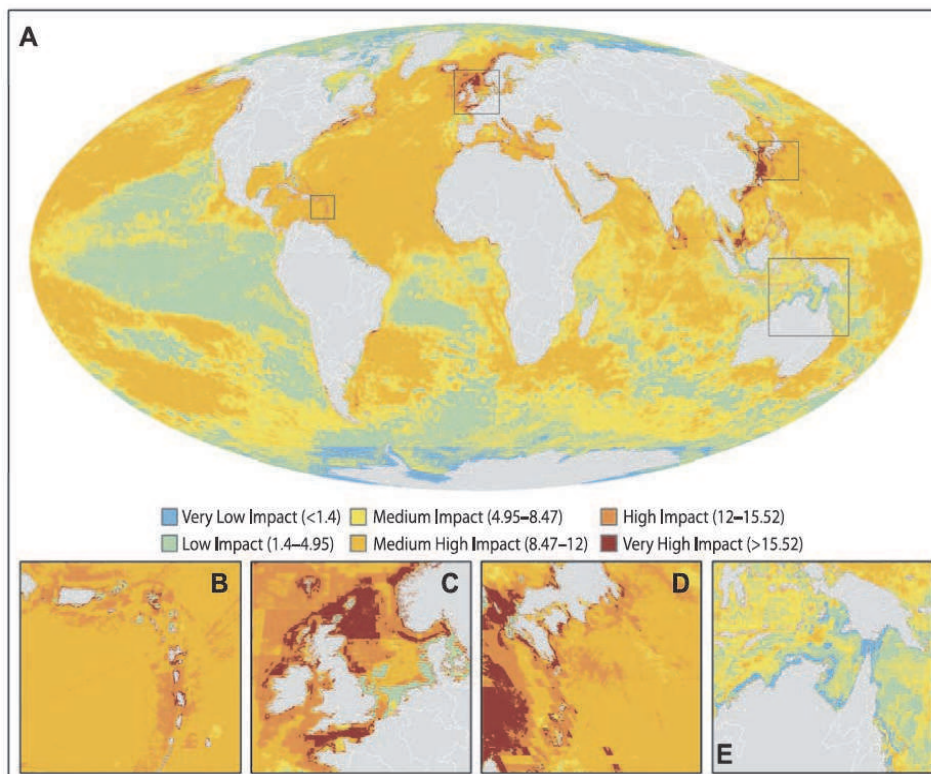 A
Very Low Impact (<1.4) Medium Impact (4.95–8.47) High Impact (12–15.52)
Low Impact (1.4–4.95) Medium High Impact (8.47–12) Very High Impact (>15.52)
B
C
D
E